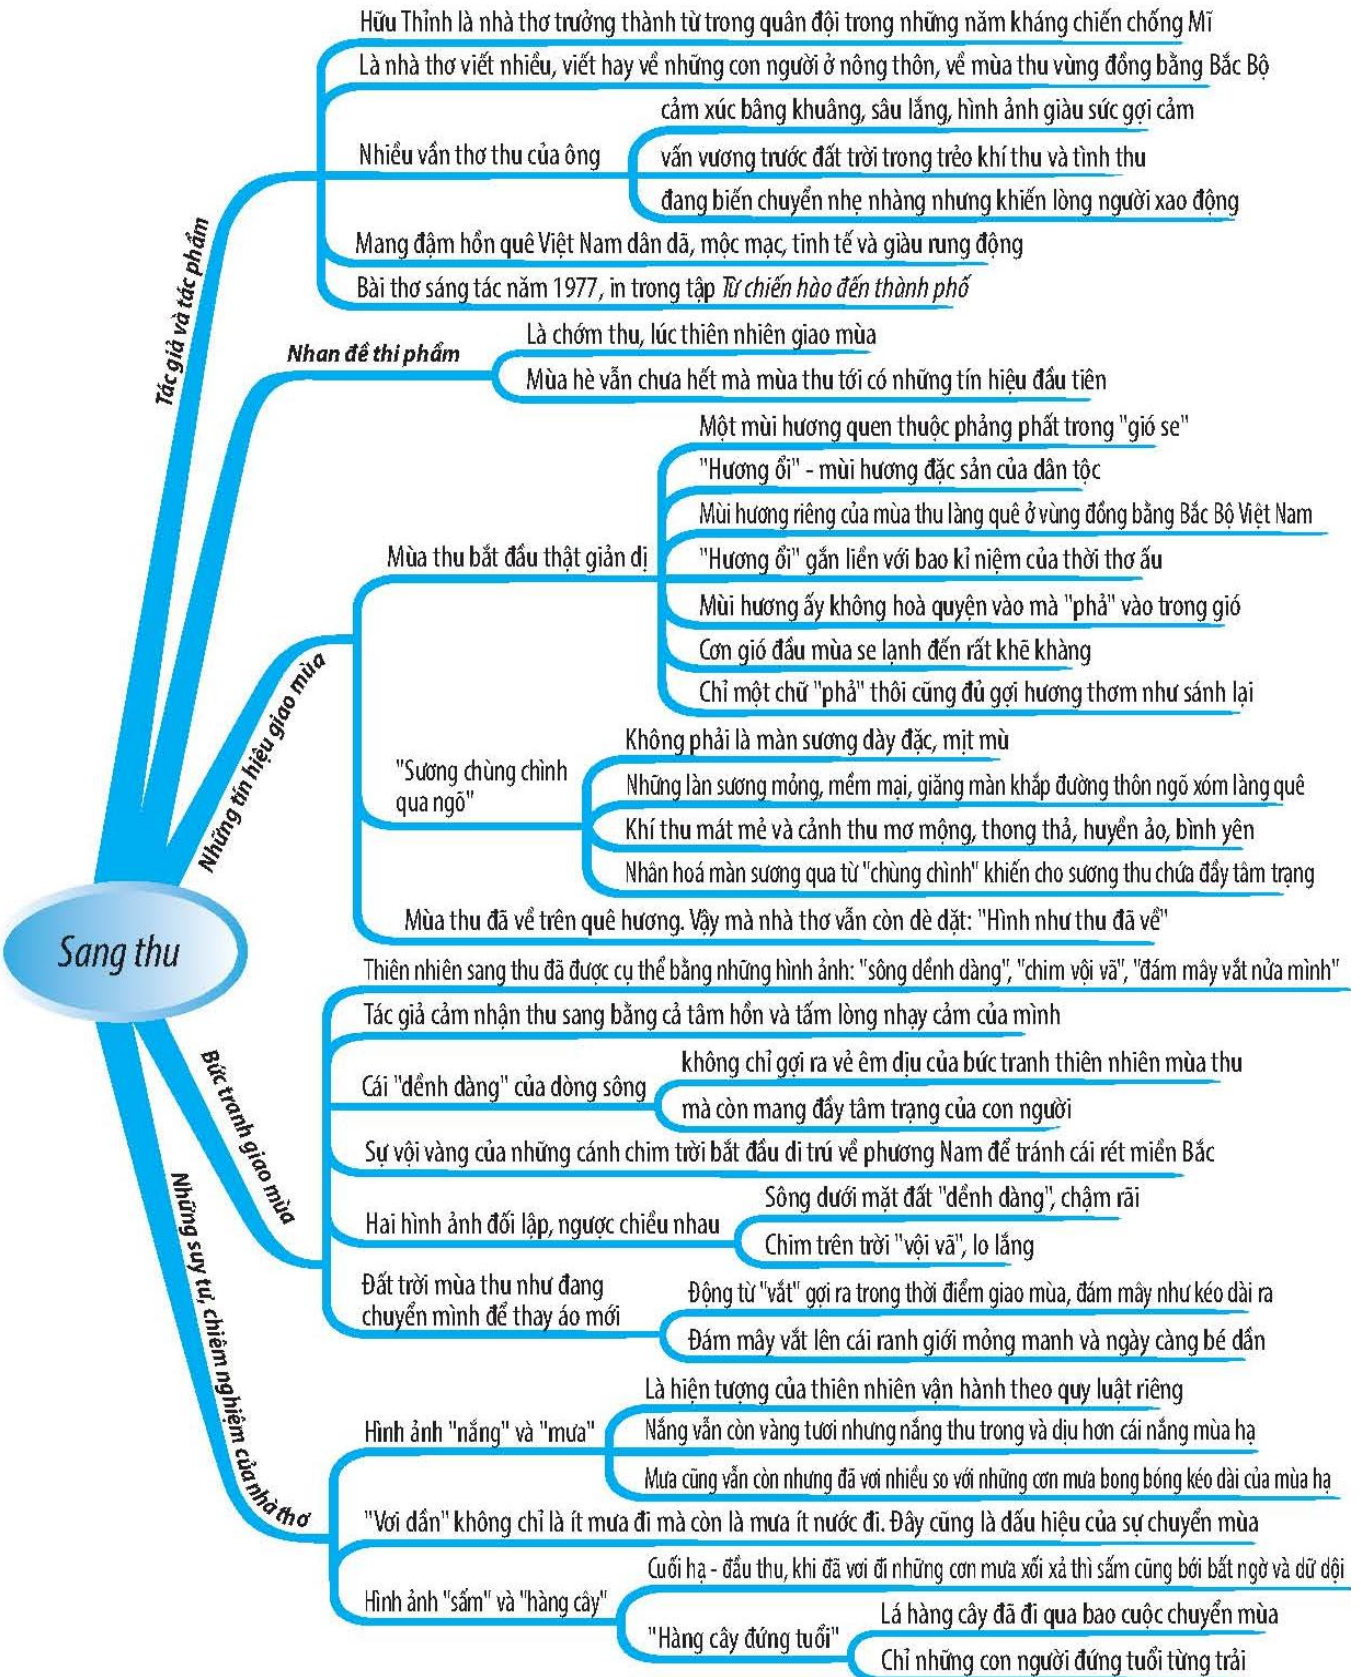 Hữu Thỉnh là nhà thơ trưởng thành từ trong quân đội trong những năm kháng chiến chống Mĩ
Là nhà thơ viết nhiều, viết hay về những con người ở nông thôn, về mùa thu vùng đồng bằng Bắc Bộ
cảm xúc bâng khuâng, sâu lắng, hình ảnh giàu sức gợi cảm
Nhiều vần thơ thu của ông
vấn vương trước đất trời trong trẻo khí thu và tình thu
đang biến chuyển nhẹ nhàng nhưng khiến lòng người xao động
Mang đậm hồn quê Việt Nam dân dã, mộc mạc, tinh tế và giàu rung động
Bài thơ sáng tác năm 1977, in trong tập Từ chiến hào đến thành phố
Tác giả và tác phẩm
Nhan đề thi phẩm
Là chớm thu, lúc thiên nhiên giao mùa
Mùa hè vẫn chưa hết mà mùa thu tới có những tín hiệu đầu tiên
Những tín hiệu giao mùa
Mùa thu bắt đầu thật giản dị
Một mùi hương quen thuộc phảng phất trong "gió se"
"Hương ổi" - mùi hương đặc sản của dân tộc
Mùi hương riêng của mùa thu làng quê ở vùng đồng bằng Bắc Bộ Việt Nam
"Hương ổi" gắn liền với bao kỉ niệm của thời thơ ấu
Mùi hương ấy không hoà quyện vào mà "phả" vào trong gió
Cơn gió đầu mùa se lạnh đến rất khẽ khàng
Chỉ một chữ "phả" thôi cũng đủ gợi hương thơm như sánh lại
"Sương chùng chình
qua ngõ"
Không phải là màn sương dày đặc, mịt mù
Những làn sương mỏng, mềm mại, giăng màn khắp đường thôn ngõ xóm làng quê
Khí thu mát mẻ và cảnh thu mơ mộng, thong thả, huyền ảo, bình yên
Nhân hoá màn sương qua từ "chùng chình" khiến cho sương thu chứa đầy tâm trạng
Mùa thu đã về trên quê hương. Vậy mà nhà thơ vẫn còn dè dặt: "Hình như thu đã về"
Sang thu
Bức tranh giao mùa
Thiên nhiên sang thu đã được cụ thể bằng những hình ảnh: "sông dềnh dàng", "chim vội vã", "đám mây vắt nửa mình"
Tác giả cảm nhận thu sang bằng cả tâm hồn và tấm lòng nhạy cảm của mình
Cái "dềnh dàng" của dòng sông
không chỉ gợi ra vẻ êm dịu của bức tranh thiên nhiên mùa thu
mà còn mang đầy tâm trạng của con người
Sự vội vàng của những cánh chim trời bắt đầu di trú về phương Nam để tránh cái rét miền Bắc
Hai hình ảnh đối lập, ngược chiều nhau
Sông dưới mặt đất "dềnh dàng", chậm rãi
Chim trên trời "vội vã", lo lắng
Đất trời mùa thu như đang
chuyển mình để thay áo mới
Động từ "vắt" gợi ra trong thời điểm giao mùa, đám mây như kéo dài ra
Đám mây vắt lên cái ranh giới mỏng manh và ngày càng bé dần
Những suy tư, chiêm nghiệm của nhà thơ
Hình ảnh "nắng" và "mưa"
Là hiện tượng của thiên nhiên vận hành theo quy luật riêng
Nắng vẫn còn vàng tươi nhưng nắng thu trong và dịu hơn cái nắng mùa hạ
Mưa cũng vẫn còn nhưng đã vơi nhiều so với những cơn mưa bong bóng kéo dài của mùa hạ
"Vơi dần" không chỉ là ít mưa đi mà còn là mưa ít nước đi. Đây cũng là dấu hiệu của sự chuyển mùa
Hình ảnh "sấm" và "hàng cây"
Cuối hạ - đầu thu, khi đã vơi đi những cơn mưa xối xả thì sấm cũng bới bất ngờ và dữ dội
"Hàng cây đứng tuổi"
Lá hàng cây đã đi qua bao cuộc chuyển mùa
Chỉ những con người đứng tuổi từng trải